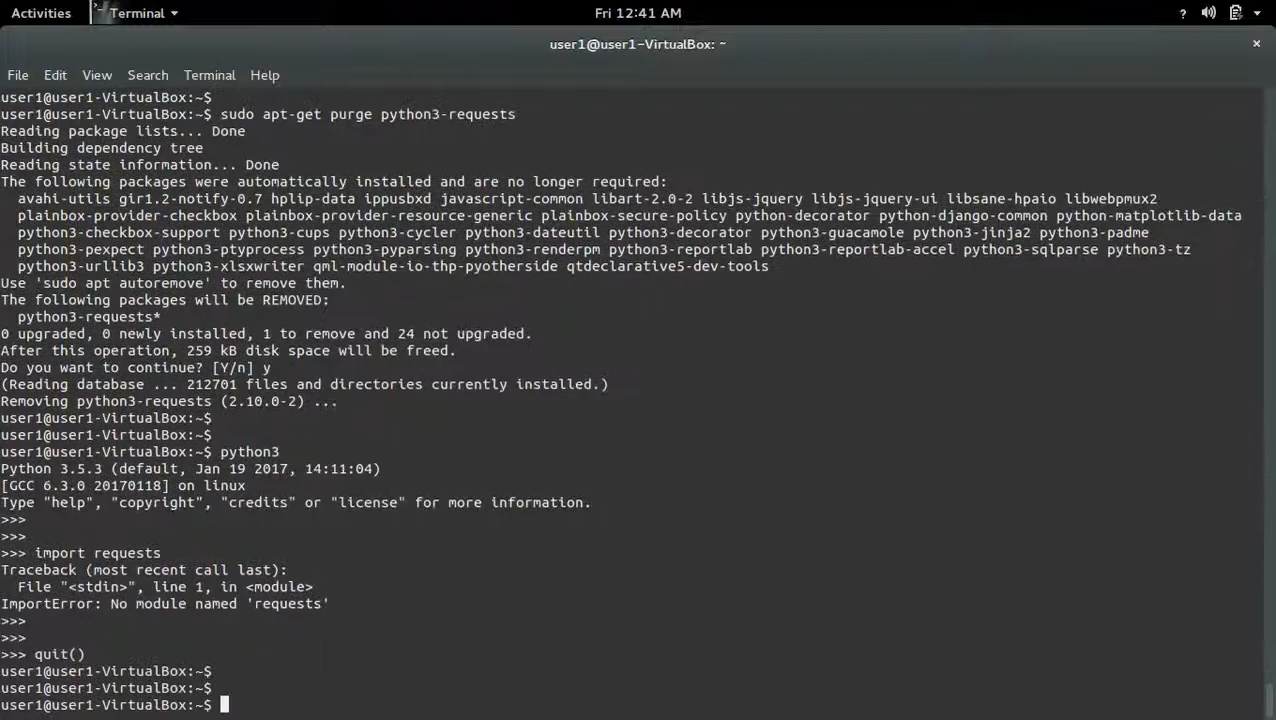 Activities Terminal Fri 12:41 AM ?
user1@user1-VirtualBox: ~ ×
File Edit View Search Terminal Help
user1@user1-VirtualBox:~$
user1@user1-VirtualBox:~$ sudo apt-get purge python3-requests
Reading package lists... Done
Building dependency tree
Reading state information... Done
The following packages were automatically installed and are no longer required:
avahi-utils gir1.2-notify-0.7 hplip-data ippusbxd javascript-common libart-2.0-2 libjs-jquery libjs-jquery-ui libsane-hpaio libwebpmux2
plainbox-provider-checkbox plainbox-provider-resource-generic plainbox-secure-policy python-decorator python-django-common python-matplotlib-data
python3-checkbox-support python3-cups python3-cycler python3-dateutil python3-decorator python3-guacamole python3-jinja2 python3-padme
python3-pexpect python3-ptyprocess python3-pyparsing python3-renderpm python3-reportlab python3-reportlab-accel python3-sqlparse python3-tz
python3-urllib3 python3-xlsxwriter qml-module-io-thp-pyotherside qtdeclarative5-dev-tools
Use 'sudo apt autoremove' to remove them.
The following packages will be REMOVED:
python3-requests*
0 upgraded, 0 newly installed, 1 to remove and 24 not upgraded.
After this operation, 259 kB disk space will be freed.
Do you want to continue? [Y/n] y
(Reading database ... 212701 files and directories currently installed.)
Removing python3-requests (2.10.0-2) ...
user1@user1-VirtualBox:~$
user1@user1-VirtualBox:~$
user1@user1-VirtualBox:~$ python3
Python 3.5.3 (default, Jan 19 2017, 14:11:04)
[GCC 6.3.0 20170118] on linux
Type "help", "copyright", "credits" or "license" for more information.
>>>
>>>
>>> import requests
Traceback (most recent call last):
File "<stdin>", line 1, in <module>
ImportError: No module named 'requests'
>>>
>>>
>>> quit()
user1@user1-VirtualBox:~$
user1@user1-VirtualBox:~$
user1@user1-VirtualBox:~$